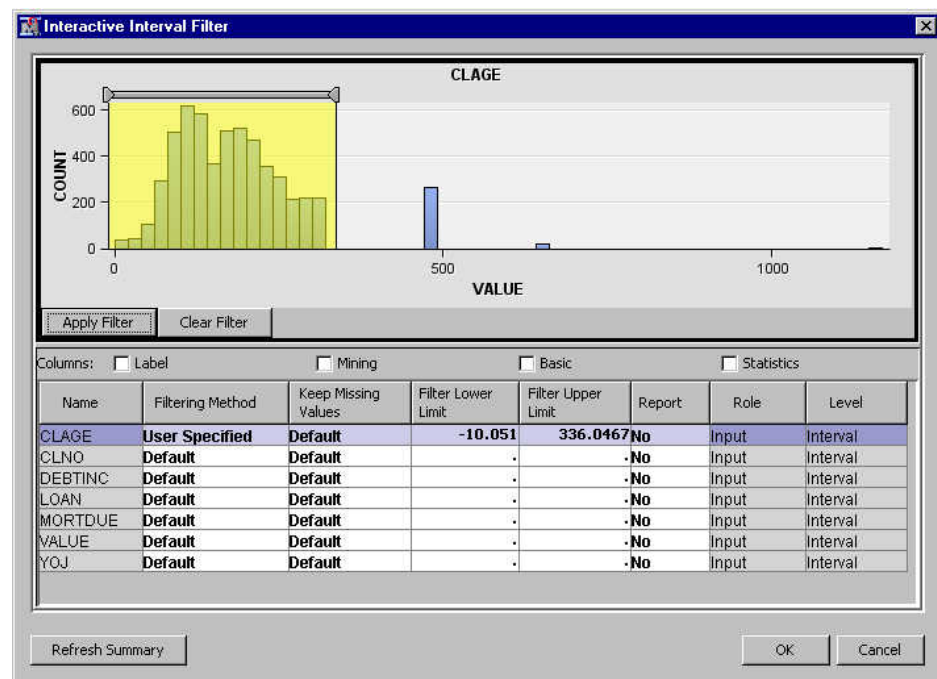 Interactive Interval Filter
CLAGE
600
400
200
0
COUNT
0 500 1000
VALUE
Apply Filter Clear Filter
Columns: Label Mining Basic Statistics
Name Filtering Method Keep Missing Values Filter Lower Limit Filter Upper Limit Report Role Level
CLAGE User Specified Default -10.051 336.0467 No Input Interval
CLNO Default Default . . No Input Interval
DEBTINC Default Default . . No Input Interval
LOAN Default Default . . No Input Interval
MORTDUE Default Default . . No Input Interval
VALUE Default Default . . No Input Interval
YOJ Default Default . . No Input Interval
Refresh Summary OK Cancel